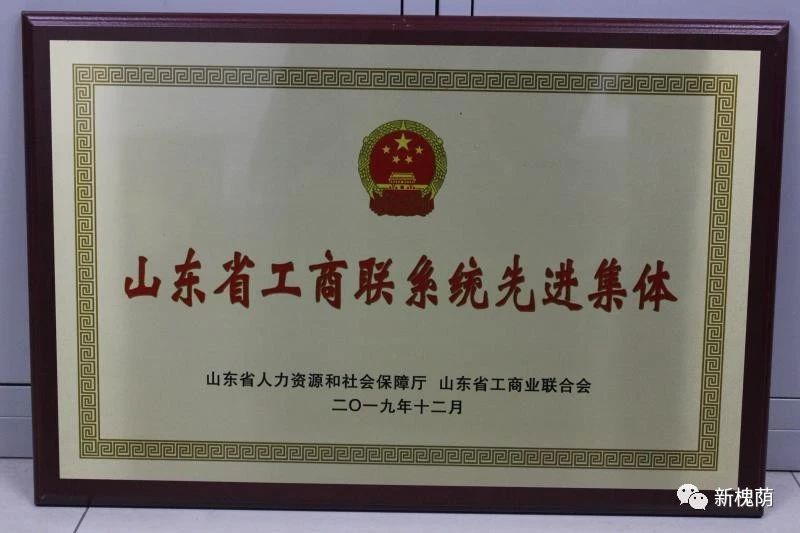 山东省工商联系统先进集体
山东省人力资源和社会保障厅 山东省工商业联合会
二〇一九年十二月
新槐荫